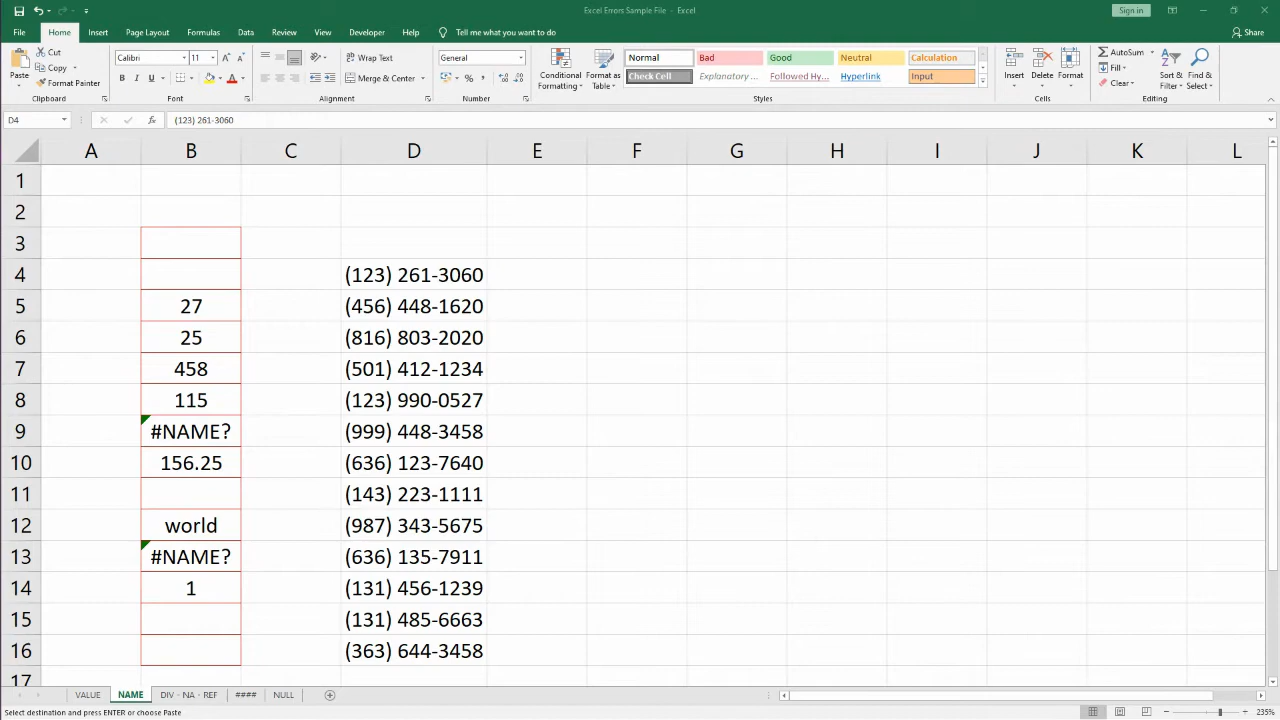 Excel Errors Sample File - Excel
Sign in
File Home Insert Page Layout Formulas Data Review View Developer Help Tell me what you want to do Share
Paste
Cut
Copy
Format Painter
Clipboard
Calibri 11
B I U A
Font
Wrap Text
Merge & Center
Alignment
General
$ % ,
Number
Conditional Formatting
Format as Table
Normal Bad Good Neutral Calculation
Check Cell Explanatory ... Followed Hy... Hyperlink Input
Styles
Insert Delete Format
Cells
AutoSum
Fill
Clear
Sort & Filter
Find & Select
Editing
D4 fx (123) 261-3060
A B C D E F G H I J K L
1
2
3
4 (123) 261-3060
5 27 (456) 448-1620
6 25 (816) 803-2020
7 458 (501) 412-1234
8 115 (123) 990-0527
9 #NAME? (999) 448-3458
10 156.25 (636) 123-7640
11 (143) 223-1111
12 world (987) 343-5675
13 #NAME? (636) 135-7911
14 1 (131) 456-1239
15 (131) 485-6663
16 (363) 644-3458
17
VALUE NAME DIV - NA - REF #### NULL
Select destination and press ENTER or choose Paste
235%